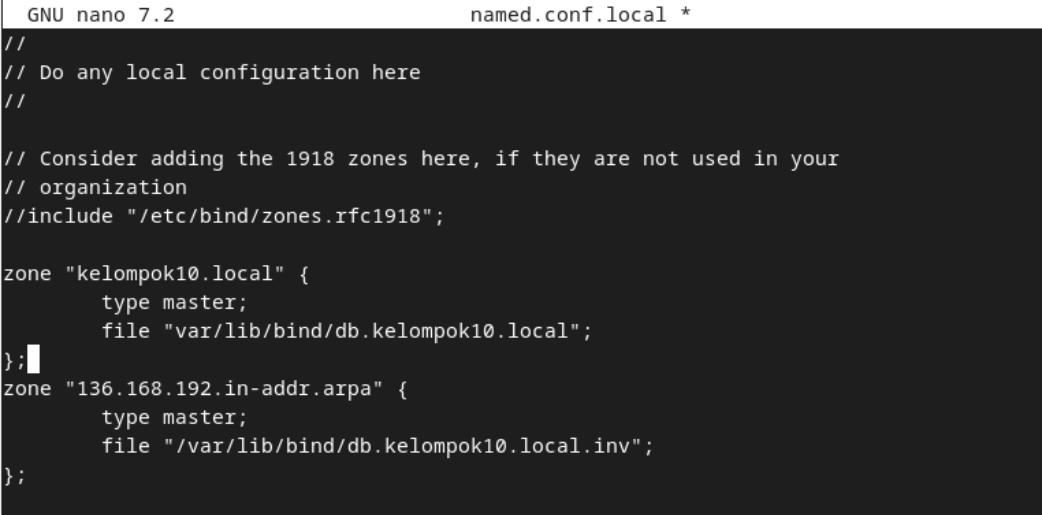 GNU nano 7.2 named.conf.local *
//
// Do any local configuration here
//
// Consider adding the 1918 zones here, if they are not used in your
// organization
//include "/etc/bind/zones.rfc1918";
zone "kelompok10.local" {
type master;
file "var/lib/bind/db.kelompok10.local";
};
zone "136.168.192.in-addr.arpa" {
type master;
file "/var/lib/bind/db.kelompok10.local.inv";
};